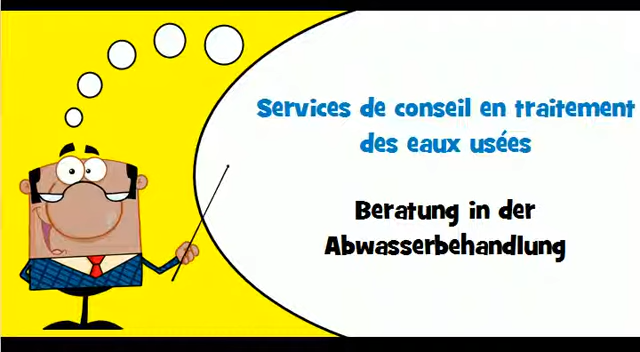 Services de conseil en traitement
des eaux usées
Beratung in der
Abwasserbehandlung